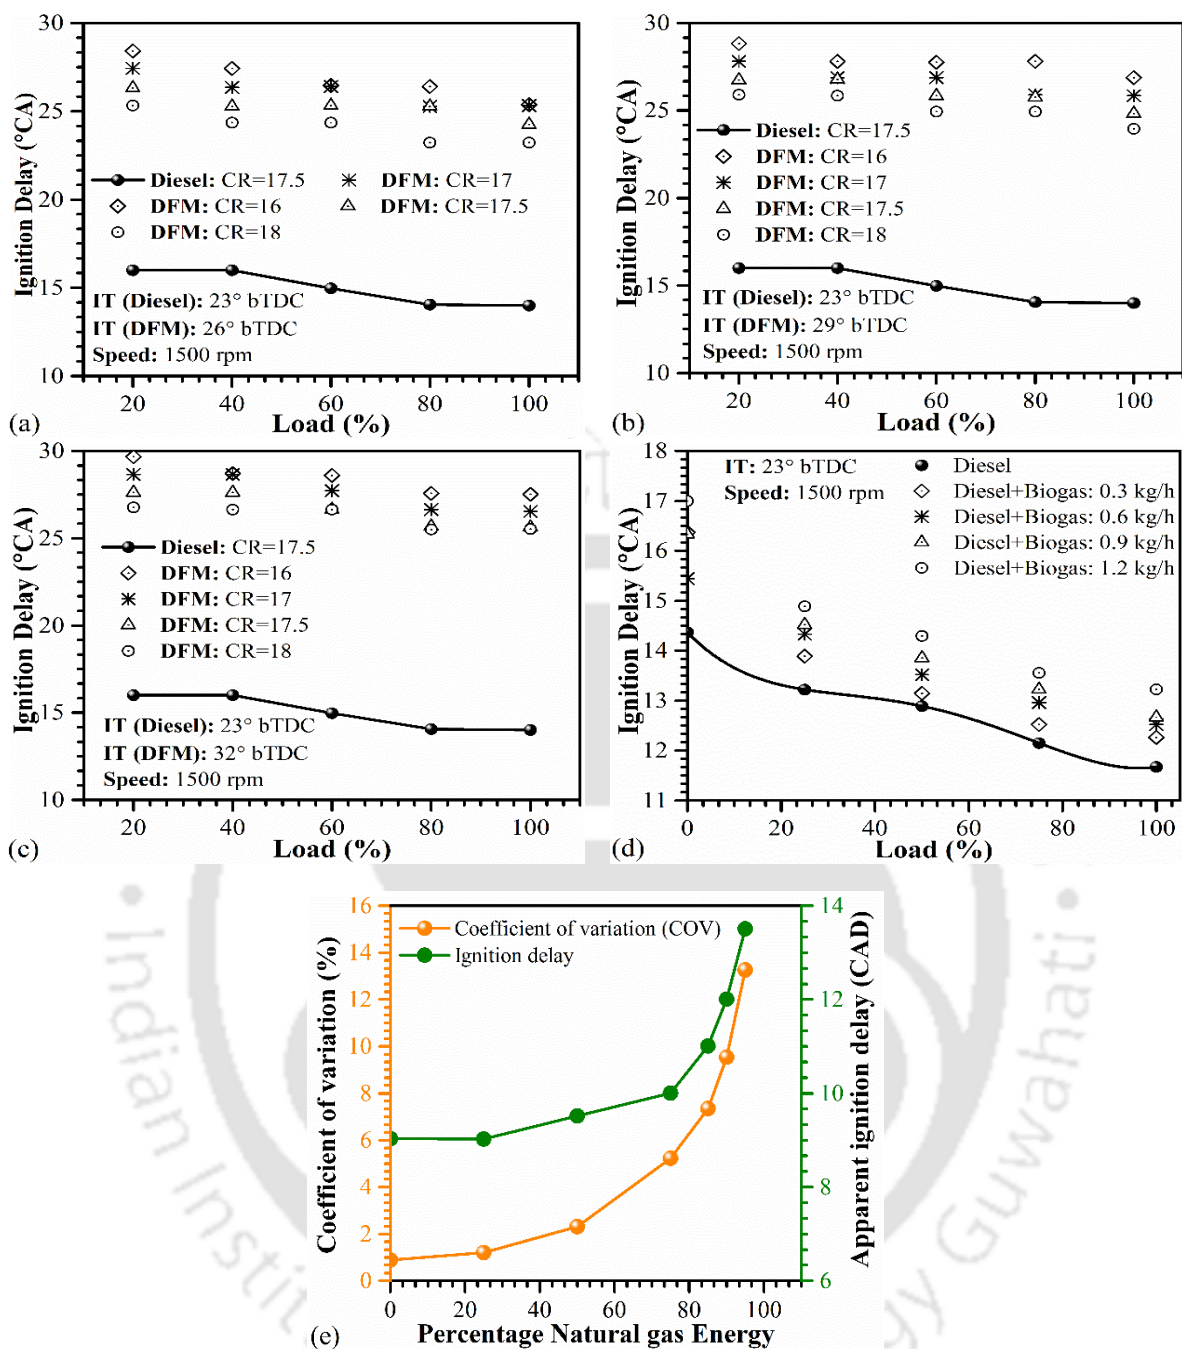 30
25
20
15
10
Ignition Delay (°CA)
Diesel: CR=17.5
DFM: CR=17
DFM: CR=16
DFM: CR=17.5
DFM: CR=18
IT (Diesel): 23° bTDC
IT (DFM): 26° bTDC
Speed: 1500 rpm
20 40 60 80 100
(a) Load (%)
30
25
20
15
10
Ignition Delay (°CA)
Diesel: CR=17.5
DFM: CR=16
DFM: CR=17
DFM: CR=17.5
DFM: CR=18
IT (Diesel): 23° bTDC
IT (DFM): 29° bTDC
Speed: 1500 rpm
20 40 60 80 100
(b) Load (%)
30
25
20
15
10
Ignition Delay (°CA)
Diesel: CR=17.5
DFM: CR=16
DFM: CR=17
DFM: CR=17.5
DFM: CR=18
IT (Diesel): 23° bTDC
IT (DFM): 32° bTDC
Speed: 1500 rpm
20 40 60 80 100
(c) Load (%)
18
17
16
15
14
13
12
11
Ignition Delay (°CA)
IT: 23° bTDC
Speed: 1500 rpm
Diesel
Diesel+Biogas: 0.3 kg/h
Diesel+Biogas: 0.6 kg/h
Diesel+Biogas: 0.9 kg/h
Diesel+Biogas: 1.2 kg/h
0 20 40 60 80 100
(d) Load (%)
16
14
12
10
8
6
4
2
0
Coefficient of variation (%)
Coefficient of variation (COV)
Ignition delay
14
12
10
8
6
Apparent ignition delay (CAD)
0 20 40 60 80 100
(e) Percentage Natural gas Energy
Indian Instit
gy Guwahati